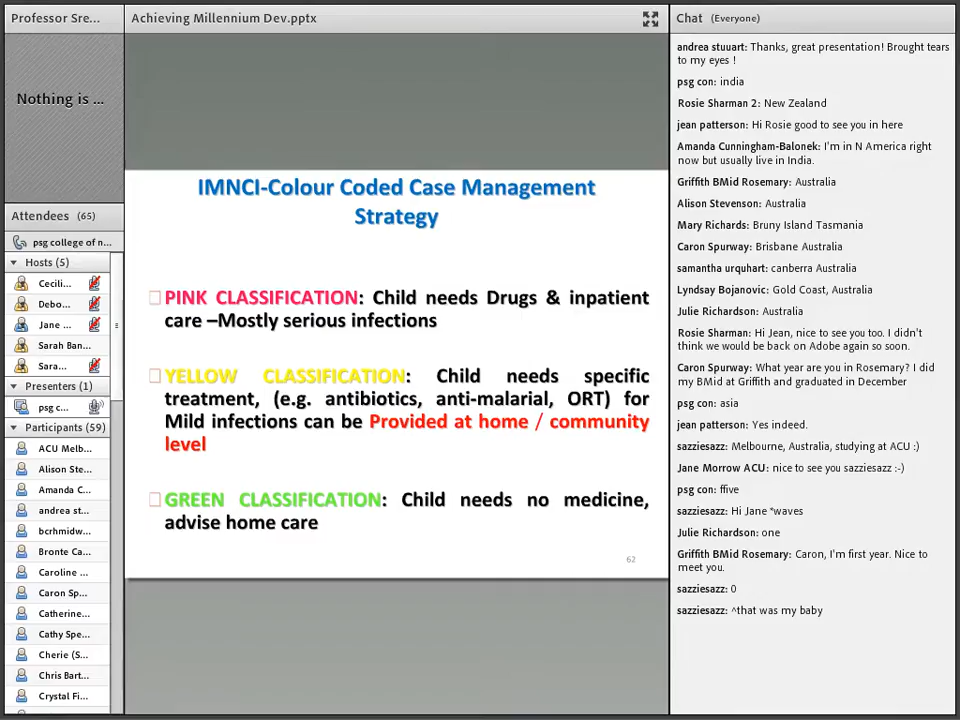 Professor Sre...
Nothing is ...
Attendees (65)
psg college of n...
Hosts (5)
Cecili...
Debo...
Jane ...
Sarah Ban...
Sara...
Presenters (1)
psg c...
Participants (59)
ACU Melb...
Alison Ste...
Amanda C...
andrea st...
bcrhmidw...
Bronte Ca...
Caroline ...
Caron Sp...
Catherine...
Cathy Spe...
Cherie (S...
Chris Bart...
Crystal Fi...
Achieving Millennium Dev.pptx
IMNCI-Colour Coded Case Management
Strategy
PINK CLASSIFICATION: Child needs Drugs & inpatient
care –Mostly serious infections
YELLOW CLASSIFICATION: Child needs specific
treatment, (e.g. antibiotics, anti-malarial, ORT) for
Mild infections can be Provided at home / community
level
GREEN CLASSIFICATION: Child needs no medicine,
advise home care
62
Chat (Everyone)
andrea stuuart: Thanks, great presentation! Brought tears
to my eyes !
psg con: india
Rosie Sharman 2: New Zealand
jean patterson: Hi Rosie good to see you in here
Amanda Cunningham-Balonek: I'm in N America right
now but usually live in India.
Griffith BMid Rosemary: Australia
Alison Stevenson: Australia
Mary Richards: Bruny Island Tasmania
Caron Spurway: Brisbane Australia
samantha urquhart: canberra Australia
Lyndsay Bojanovic: Gold Coast, Australia
Julie Richardson: Australia
Rosie Sharman: Hi Jean, nice to see you too. I didn't
think we would be back on Adobe again so soon.
Caron Spurway: What year are you in Rosemary? I did
my BMid at Griffith and graduated in December
psg con: asia
jean patterson: Yes indeed.
sazziesazz: Melbourne, Australia, studying at ACU :)
Jane Morrow ACU: nice to see you sazziesazz :-)
psg con: ffive
sazziesazz: Hi Jane *waves
Julie Richardson: one
Griffith BMid Rosemary: Caron, I'm first year. Nice to
meet you.
sazziesazz: 0
sazziesazz: ^that was my baby